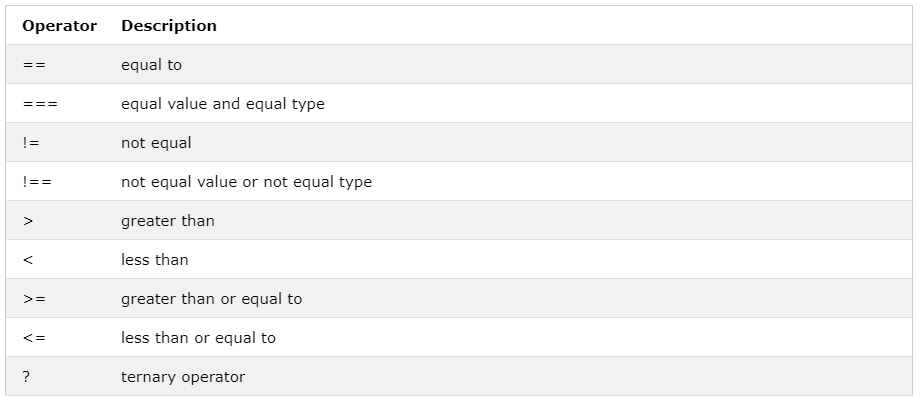 Operator Description
== equal to
=== equal value and equal type
!= not equal
!== not equal value or not equal type
> greater than
< less than
>= greater than or equal to
<= less than or equal to
? ternary operator